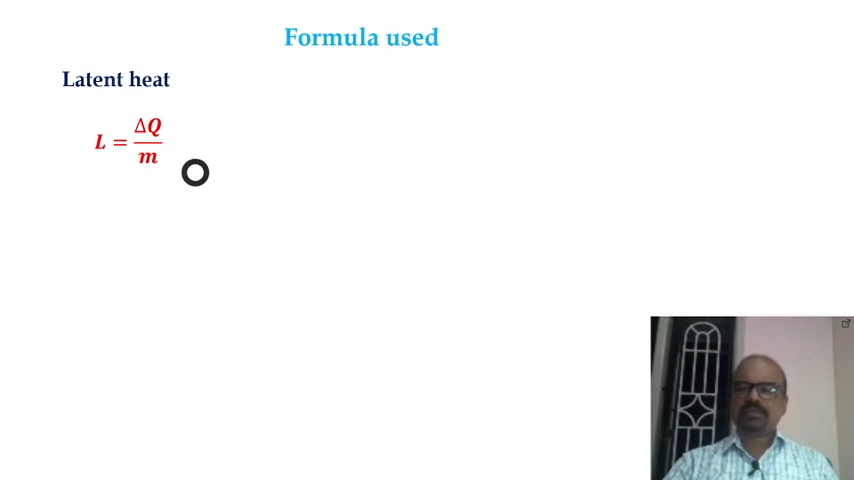 Formula used
Latent heat
L = ΔQ/m